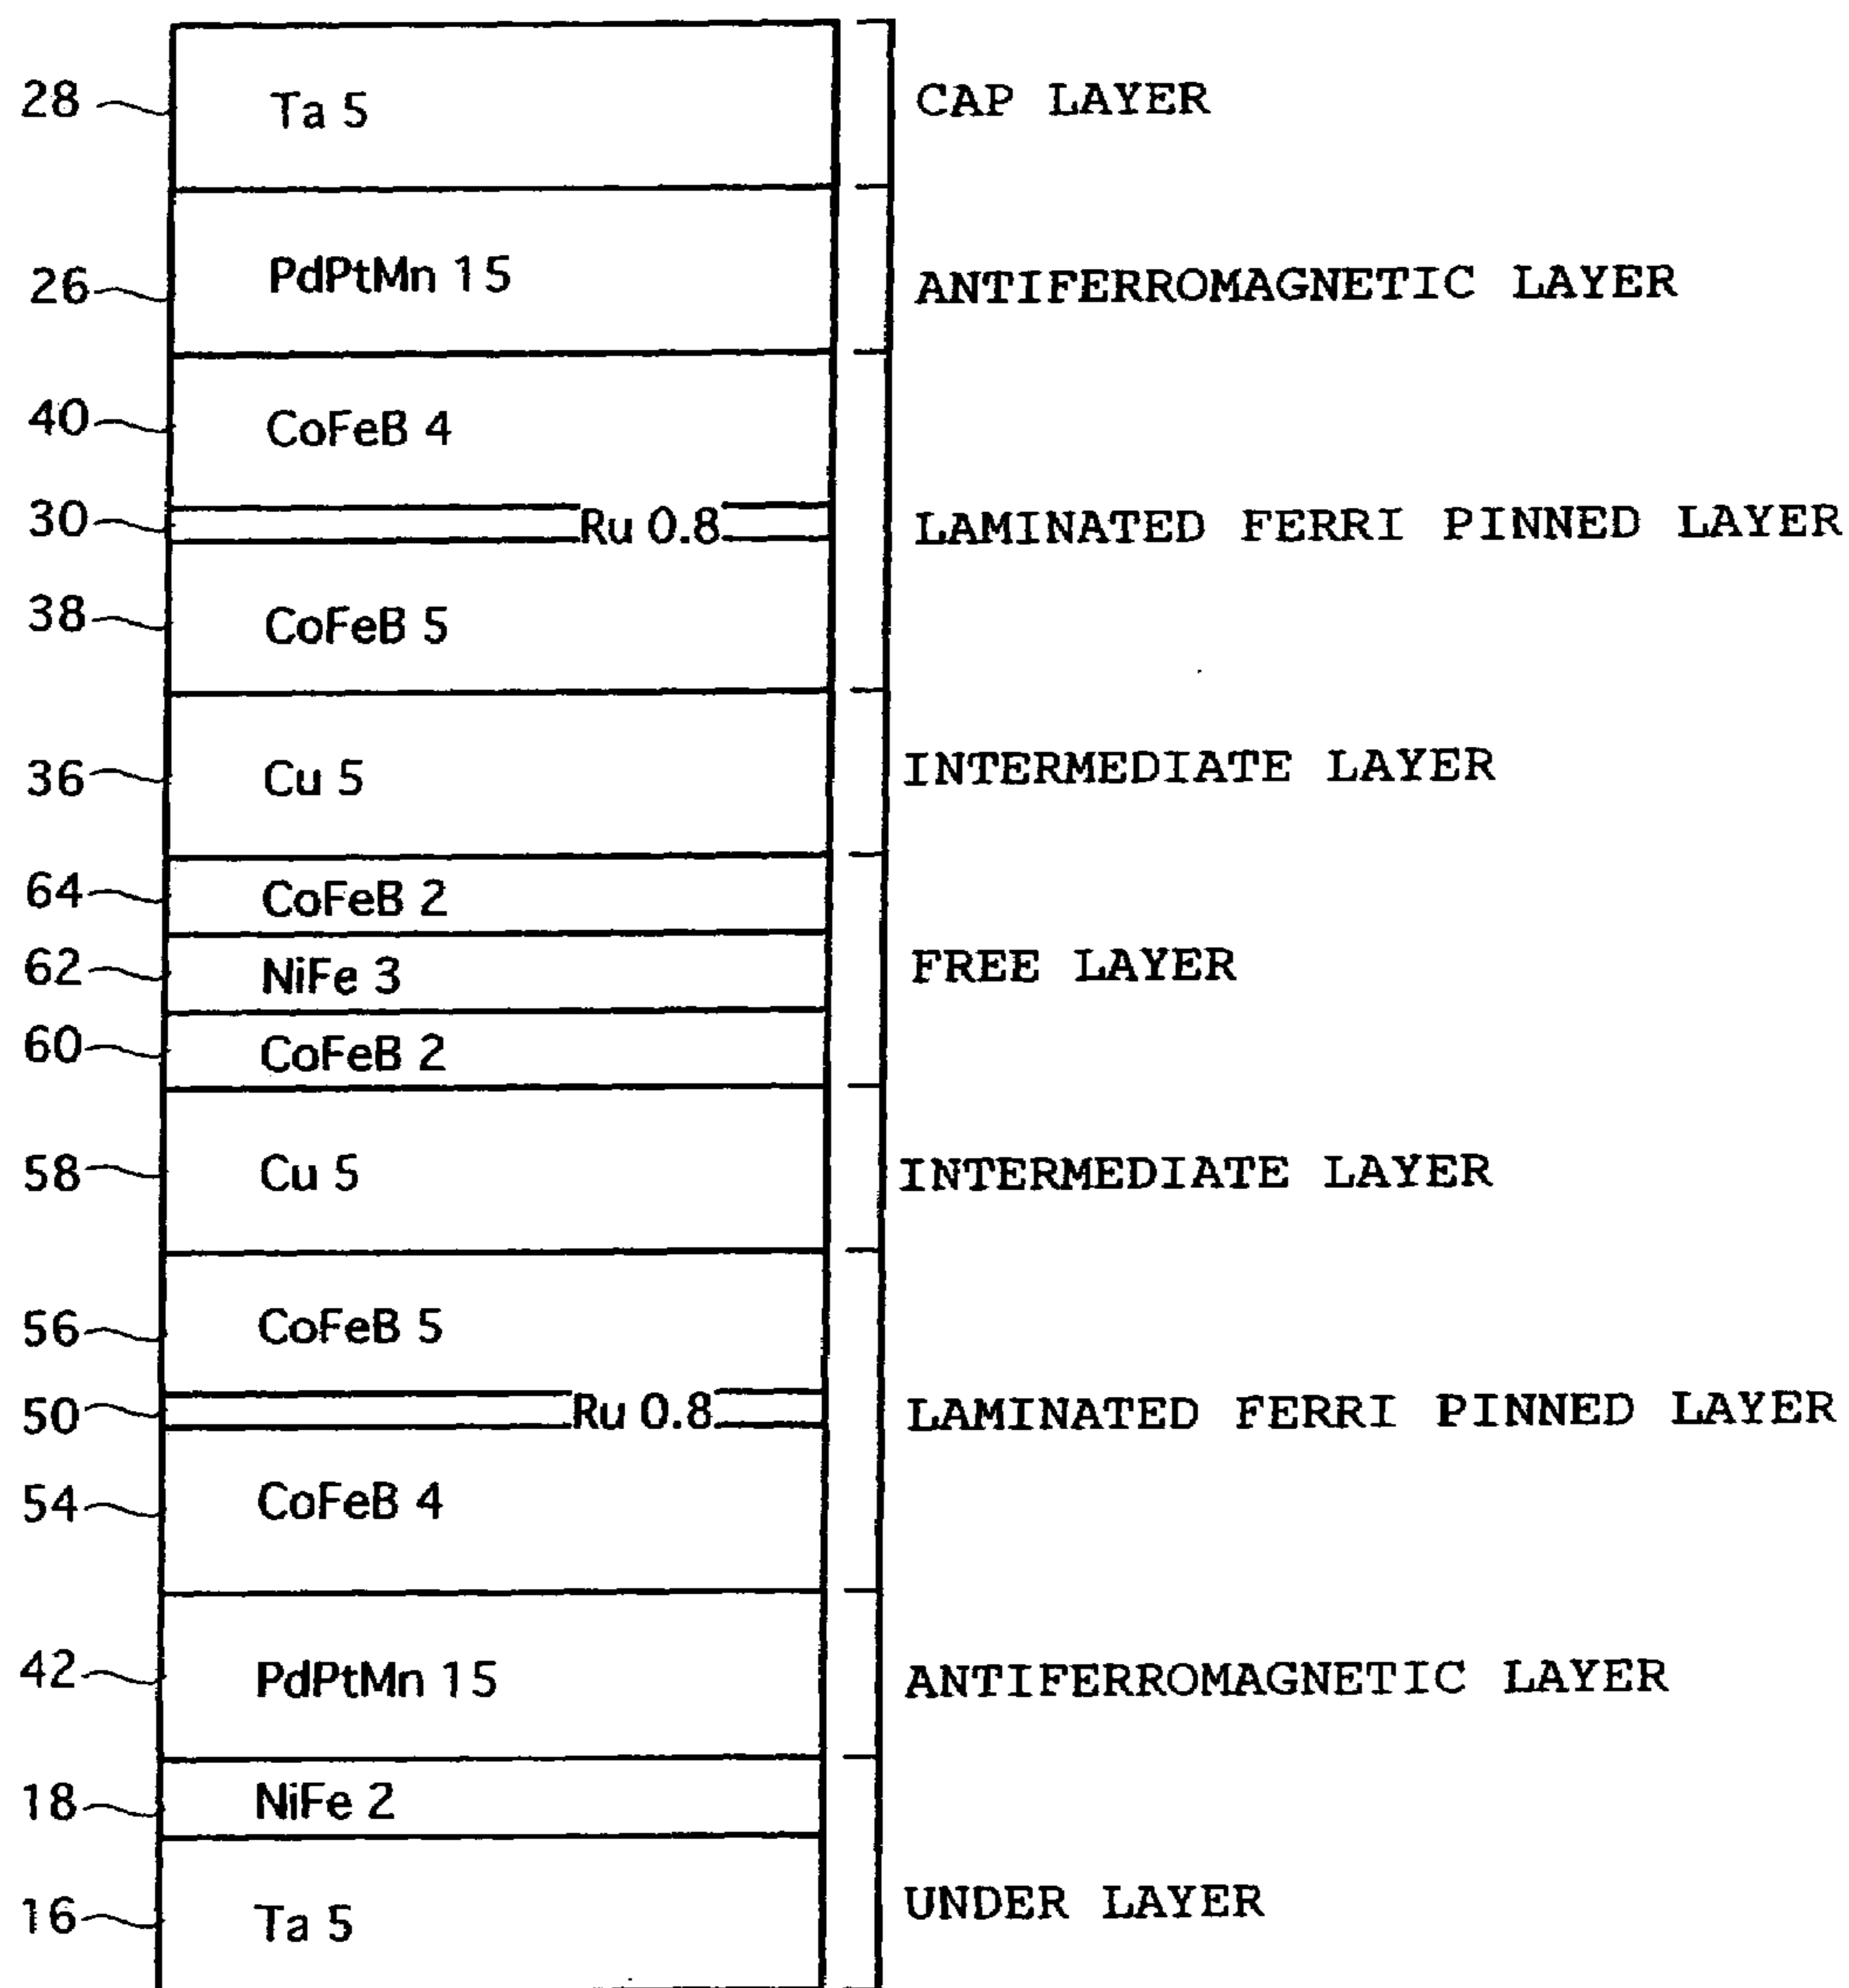 28 Ta 5 CAP LAYER
26 PdPtMn 15 ANTIFERROMAGNETIC LAYER
40 CoFeB 4
30 Ru 0.8 LAMINATED FERRI PINNED LAYER
38 CoFeB 5
36 Cu 5 INTERMEDIATE LAYER
64 CoFeB 2
62 NiFe 3 FREE LAYER
60 CoFeB 2
58 Cu 5 INTERMEDIATE LAYER
56 CoFeB 5
50 Ru 0.8 LAMINATED FERRI PINNED LAYER
54 CoFeB 4
42 PdPtMn 15 ANTIFERROMAGNETIC LAYER
18 NiFe 2
16 Ta 5 UNDER LAYER